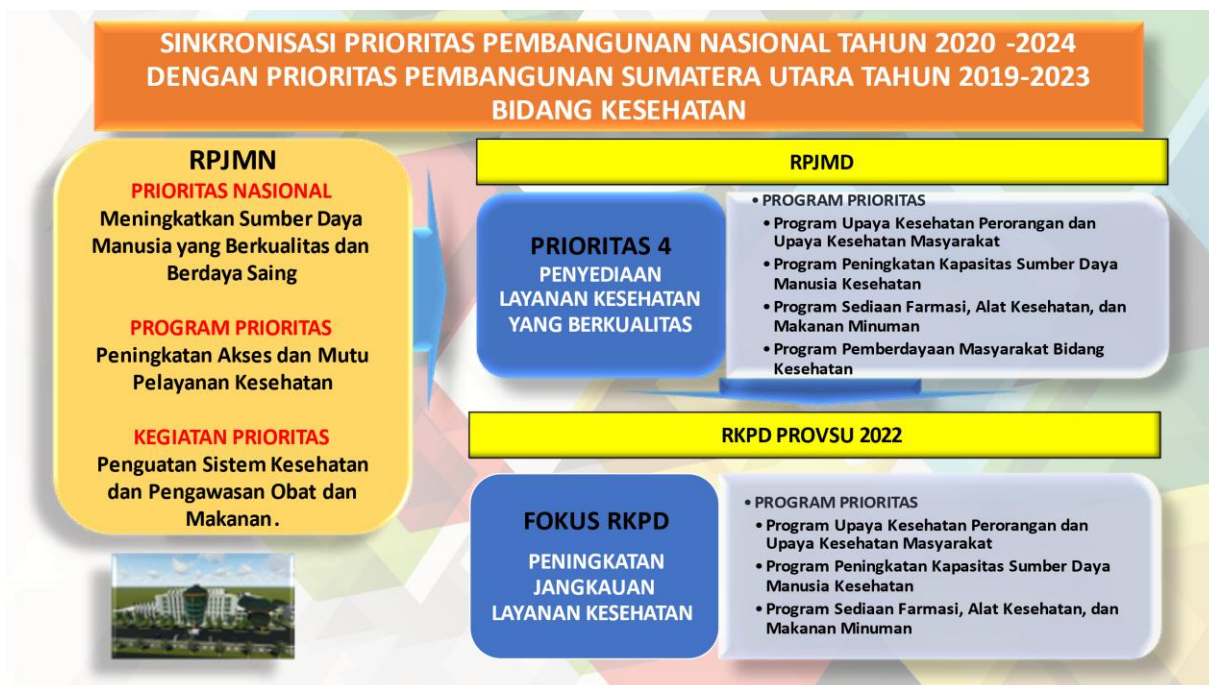 SINKRONISASI PRIORITAS PEMBANGUNAN NASIONAL TAHUN 2020 -2024
DENGAN PRIORITAS PEMBANGUNAN SUMATERA UTARA TAHUN 2019-2023
BIDANG KESEHATAN
RPJMN
PRIORITAS NASIONAL
Meningkatkan Sumber Daya
Manusia yang Berkualitas dan
Berdaya Saing
PROGRAM PRIORITAS
Peningkatan Akses dan Mutu
Pelayanan Kesehatan
KEGIATAN PRIORITAS
Penguatan Sistem Kesehatan
dan Pengawasan Obat dan
Makanan.
RPJMD
PRIORITAS 4
PENYEDIAAN
LAYANAN KESEHATAN
YANG BERKUALITAS
• PROGRAM PRIORITAS
• Program Upaya Kesehatan Perorangan dan
Upaya Kesehatan Masyarakat
• Program Peningkatan Kapasitas Sumber Daya
Manusia Kesehatan
• Program Sediaan Farmasi, Alat Kesehatan, dan
Makanan Minuman
• Program Pemberdayaan Masyarakat Bidang
Kesehatan
RKPD PROVSU 2022
FOKUS RKPD
PENINGKATAN
JANGKAUAN
LAYANAN KESEHATAN
• PROGRAM PRIORITAS
• Program Upaya Kesehatan Perorangan dan
Upaya Kesehatan Masyarakat
• Program Peningkatan Kapasitas Sumber Daya
Manusia Kesehatan
• Program Sediaan Farmasi, Alat Kesehatan, dan
Makanan Minuman